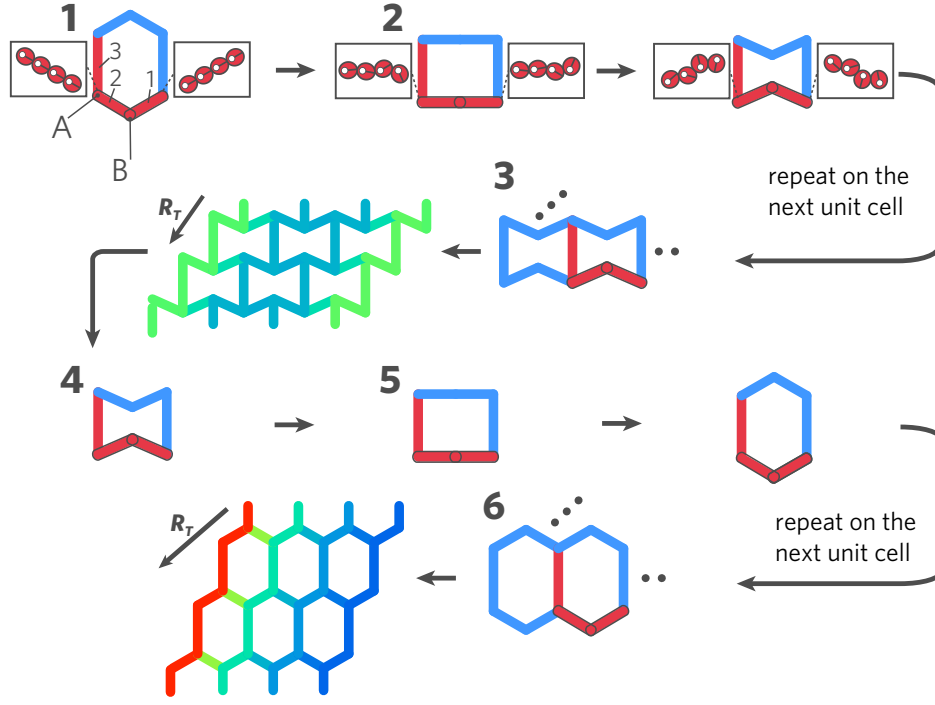 1
2
3
2
1
A
B
3
repeat on the
next unit cell
R_T
4
5
6
repeat on the
next unit cell
R_T